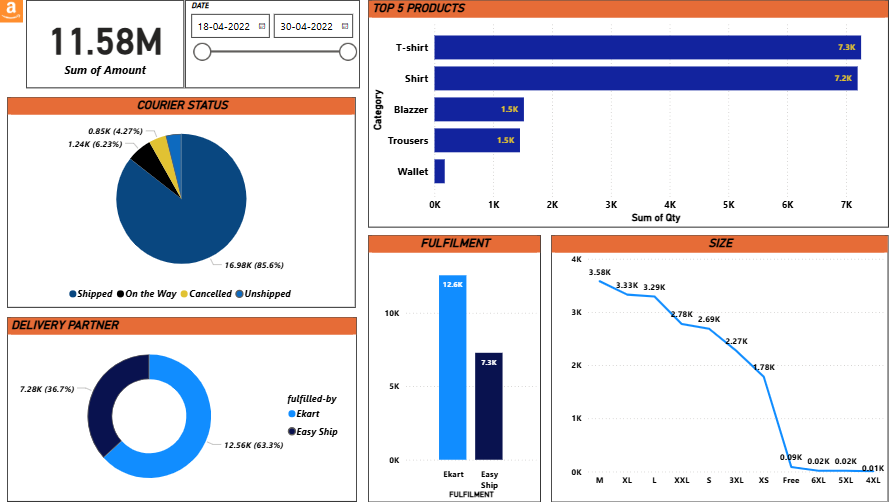 a
11.58M
Sum of Amount
DATE
18-04-2022
30-04-2022
TOP 5 PRODUCTS
Category
T-shirt
7.3K
Shirt
7.2K
Blazzer
1.5K
Trousers
1.5K
Wallet
0K 1K 2K 3K 4K 5K 6K 7K
Sum of Qty
COURIER STATUS
0.85K (4.27%)
1.24K (6.23%)
16.98K (85.6%)
Shipped On the Way Cancelled Unshipped
DELIVERY PARTNER
7.28K (36.7%)
12.56K (63.3%)
fulfilled-by
Ekart
Easy Ship
FULFILMENT
10K
5K
0K
12.6K
7.3K
Ekart
Easy
Ship
FULFILMENT
SIZE
4K
3K
2K
1K
0K
3.58K
3.33K
3.29K
2.78K
2.69K
2.27K
1.78K
0.09K
0.02K
0.02K
0.01K
M XL L XXL S 3XL XS Free 6XL 5XL 4XL